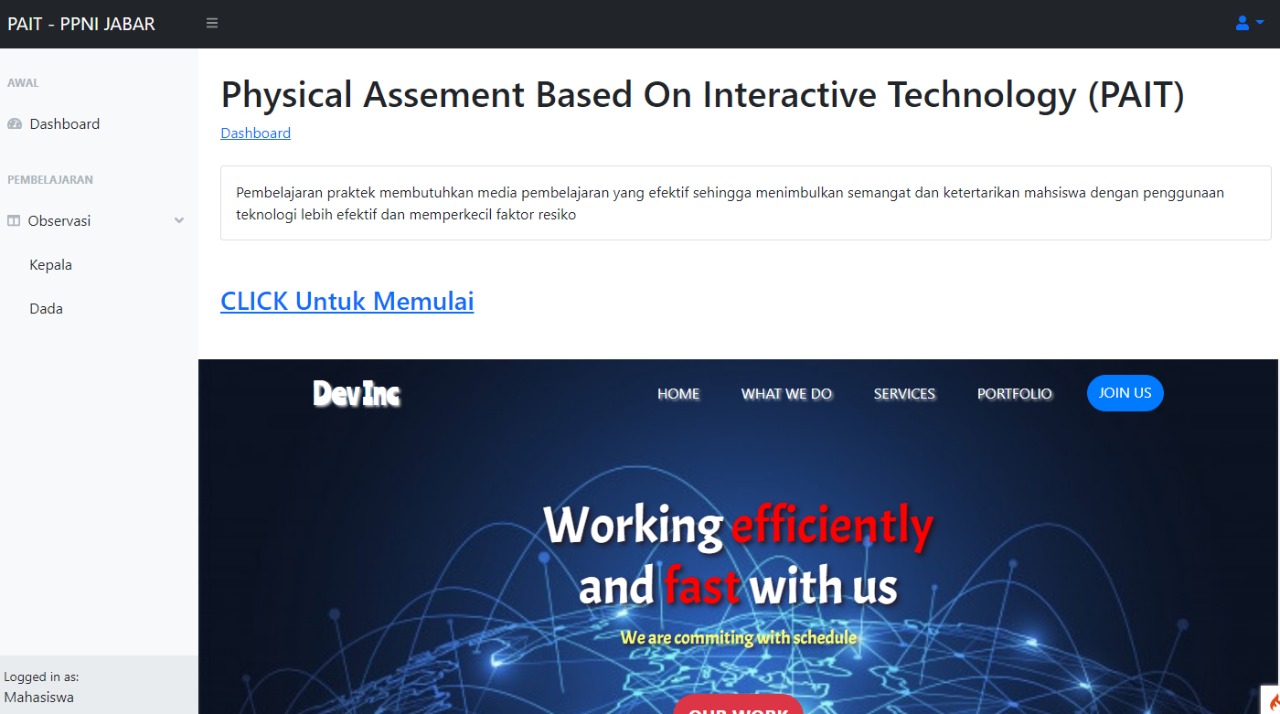 PAIT - PPNI JABAR
AWAL
Dashboard
PEMBELAJARAN
Observasi
Kepala
Dada
Logged in as:
Mahasiswa
Physical Assement Based On Interactive Technology (PAIT)
Dashboard
Pembelajaran praktek membutuhkan media pembelajaran yang efektif sehingga menimbulkan semangat dan ketertarikan mahsiswa dengan penggunaan
teknologi lebih efektif dan memperkecil faktor resiko
CLICK Untuk Memulai
Dev Inc
HOME
WHAT WE DO
SERVICES
PORTFOLIO
JOIN US
Working efficiently
and fast with us
We are commiting with schedule
OUR WORK